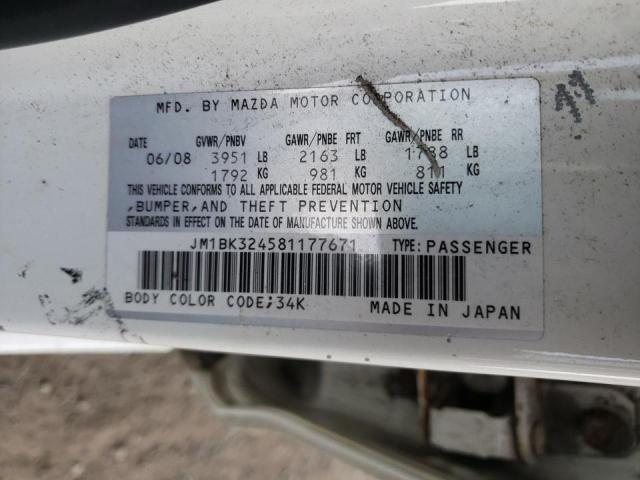 MFD. BY MAZDA MOTOR CORPORATION
DATE GVWR/PNBV GAWR/PNBE FRT GAWR/PNBE RR
06/08 3951 LB 2163 LB 1788 LB
1792 KG 981 KG 811 KG
THIS VEHICLE CONFORMS TO ALL APPLICABLE FEDERAL MOTOR VEHICLE SAFETY
,BUMPER,AND THEFT PREVENTION
STANDARDS IN EFFECT ON THE DATE OF MANUFACTURE SHOWN ABOVE.
JM1BK324581177671 TYPE:PASSENGER
BODY COLOR CODE;34K MADE IN JAPAN